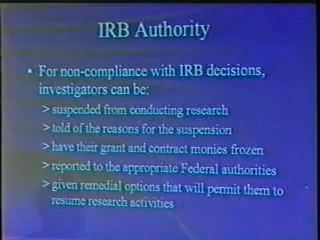 IRB Authority
• For non-compliance with IRB decisions,
investigators can be:
> suspended from conducting research
> told of the reasons for the suspension
> have their grant and contract monies frozen
> reported to the appropriate Federal authorities
> given remedial options that will permit them to
resume research activities